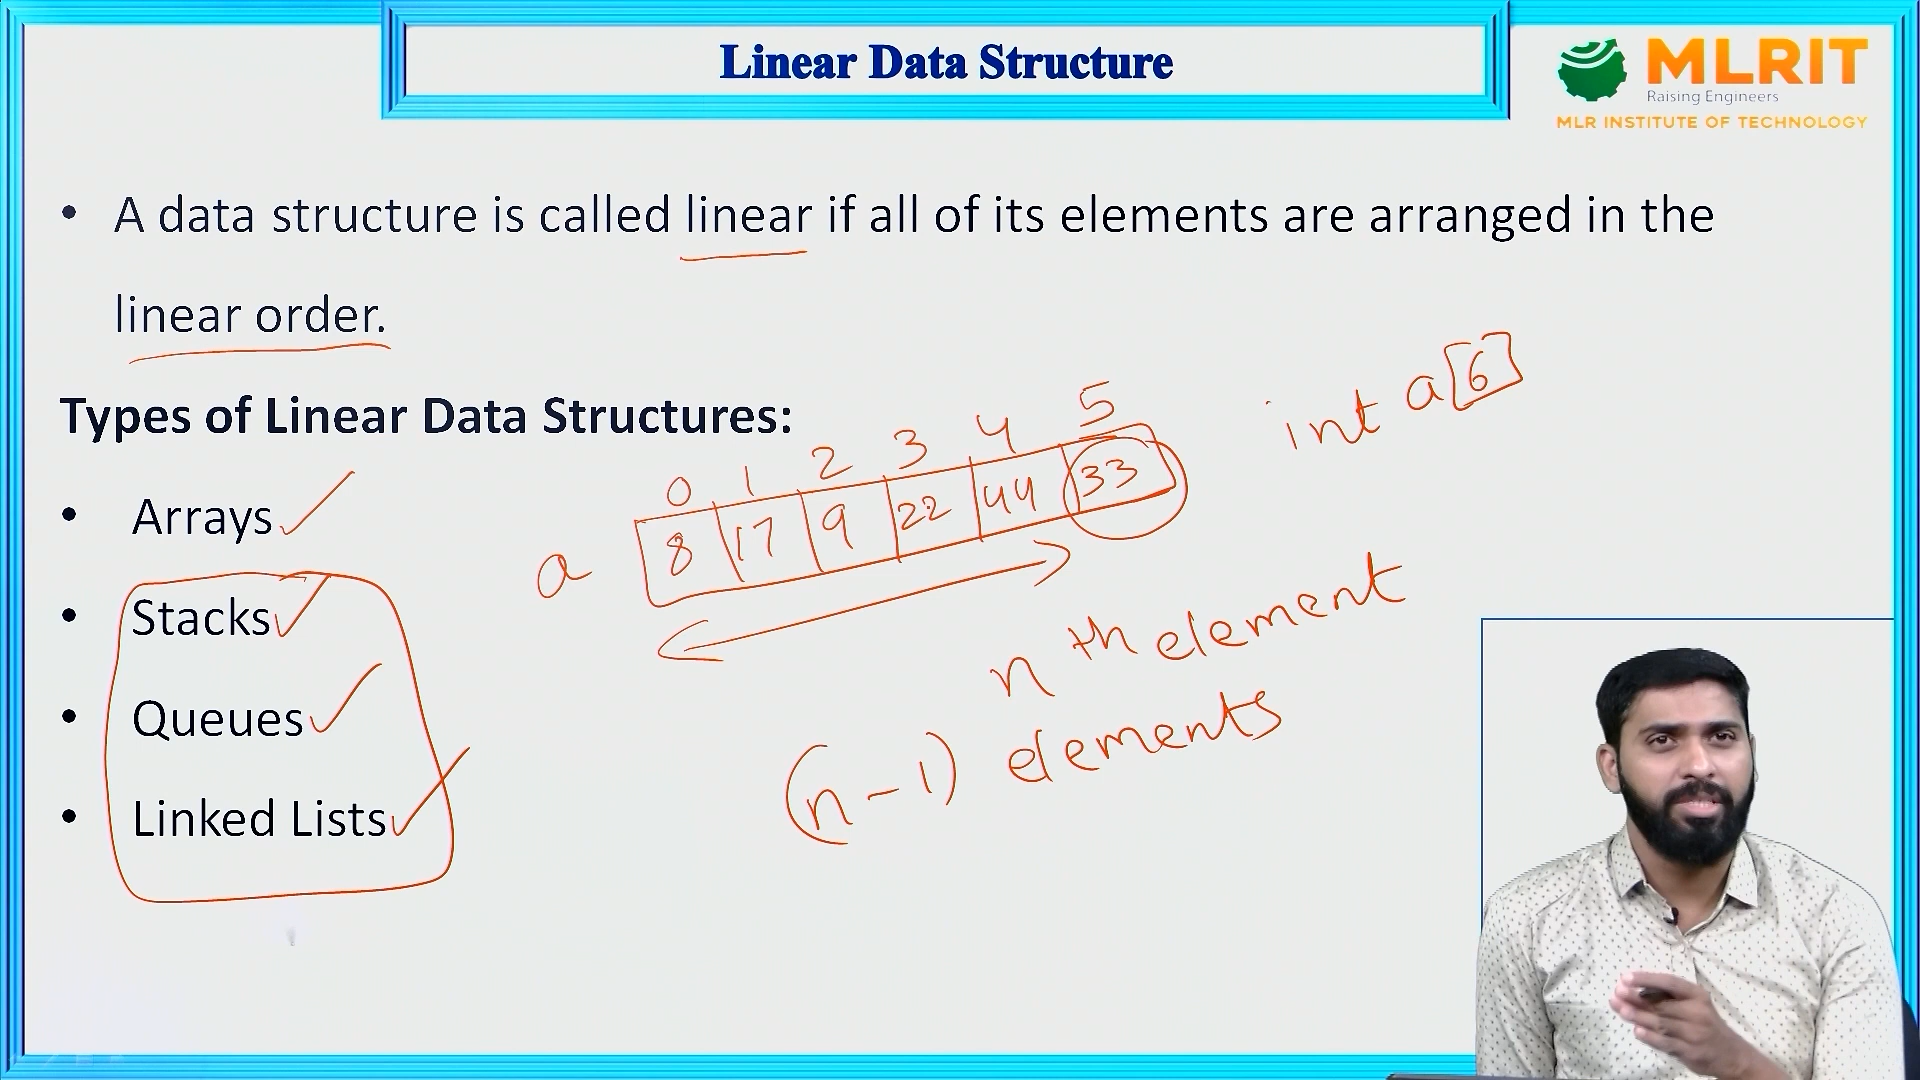 Linear Data Structure
MLRIT
Raising Engineers
MLR INSTITUTE OF TECHNOLOGY
• A data structure is called linear if all of its elements are arranged in the
linear order.
Types of Linear Data Structures:
• Arrays
• Stacks
• Queues
• Linked Lists
int a[6]
0 1 2 3 4 5
a 8 17 9 22 44 33
nth element
(n-1) elements